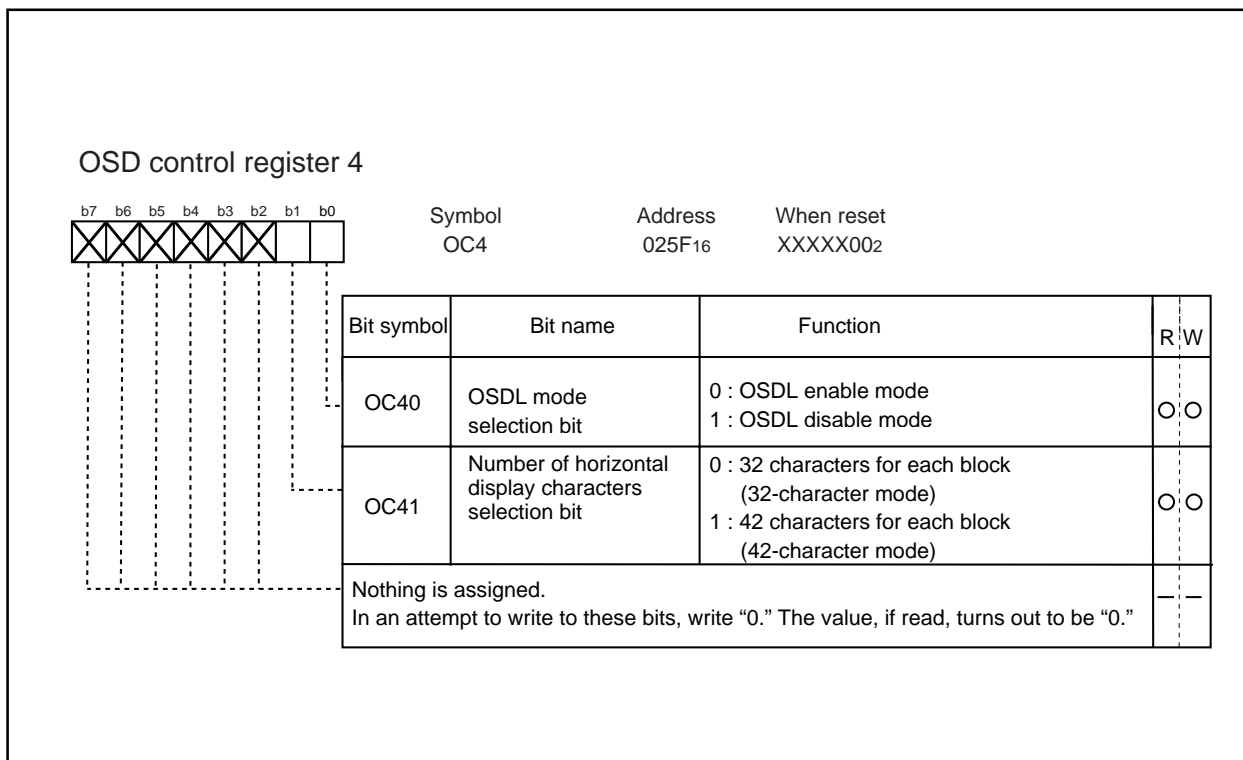 OSD control register 4
b7 b6 b5 b4 b3 b2 b1 b0
Symbol Address When reset
OC4 025F16 XXXXX002
Bit symbol Bit name Function R W
OC40 OSDL mode selection bit
0 : OSDL enable mode
1 : OSDL disable mode
OC41 Number of horizontal display characters selection bit
0 : 32 characters for each block
(32-character mode)
1 : 42 characters for each block
(42-character mode)
Nothing is assigned.
In an attempt to write to these bits, write “0.” The value, if read, turns out to be “0.”